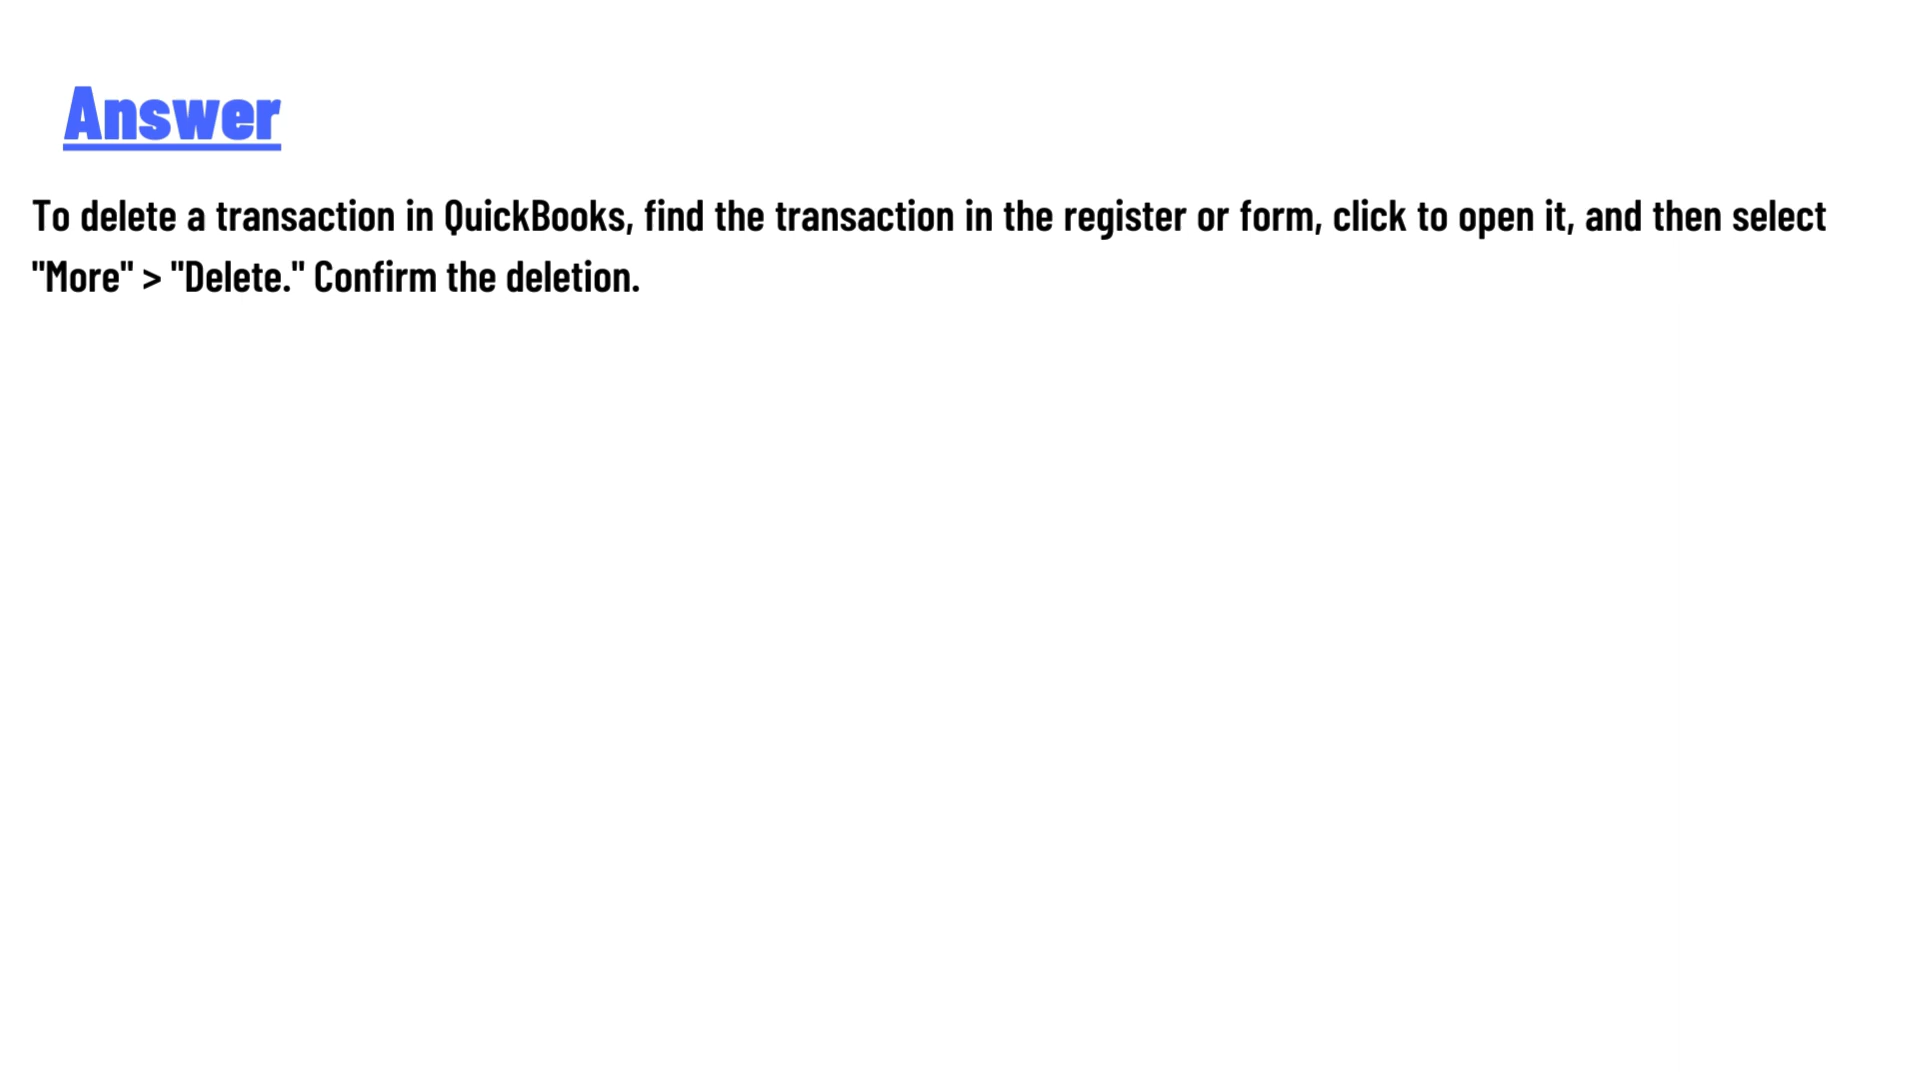 Answer
To delete a transaction in QuickBooks, find the transaction in the register or form, click to open it, and then select
"More" > "Delete." Confirm the deletion.